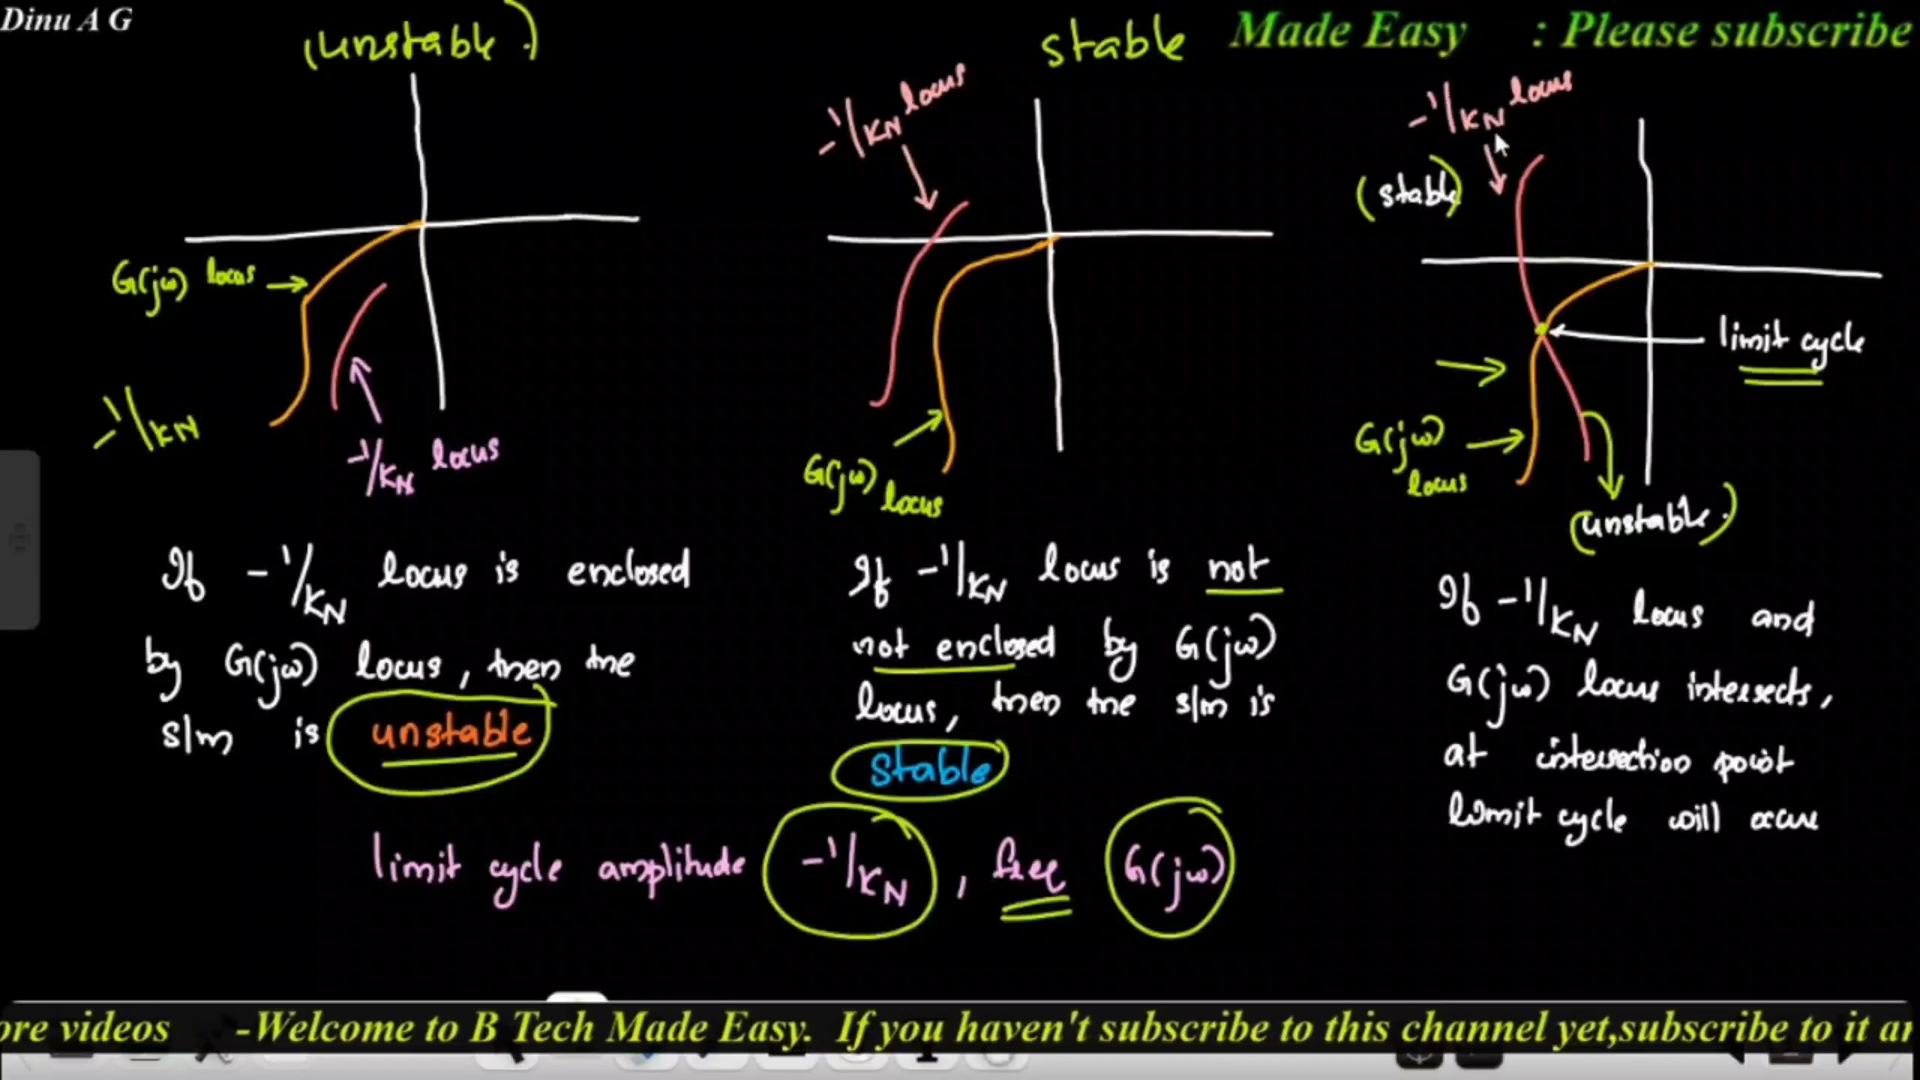 Dinu A G
Made Easy : Please subscribe
(unstable.)
G(jω) locus
-1/KN
-1/KN locus
stable
-1/KN locus
G(jω) locus
-1/KN locus
(stable)
limit cycle
G(jω) locus
(unstable.)
If -1/KN locus is enclosed
by G(jω) locus, then the
s/m is unstable
If -1/KN locus is not
not enclosed by G(jω)
locus, then the s/m is
stable
If -1/KN locus and
G(jω) locus intersects,
at intersection point
limit cycle will occur
limit cycle amplitude -1/KN , freq G(jω)
ore videos -Welcome to B Tech Made Easy. If you haven't subscribe to this channel yet,subscribe to it